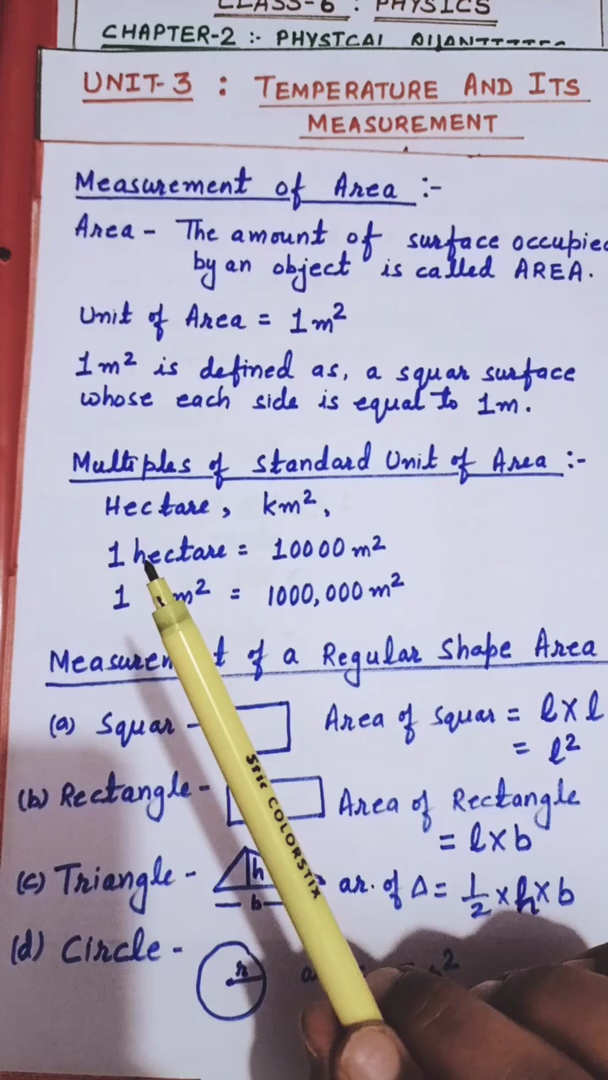 CLASS-6 : PHYSICS
CHAPTER-2 :- PHYSICAL QUANTITIES
UNIT-3 : TEMPERATURE AND ITS
MEASUREMENT
Measurement of Area :-
Area - The amount of surface occupied
by an object is called AREA.
Unit of Area = 1m²
1m² is defined as, a squar surface
whose each side is equal to 1m.
Multiples of Standard Unit of Area :-
Hectare, km²,
1 hectare = 10000 m²
1 m² = 1000,000 m²
Measurement of a Regular Shape Area
(a) Squar - Area of squar = l×l
= l²
(b) Rectangle - Area of Rectangle
= l×b
(c) Triangle - h ar. of Δ = 1/2 ×h×b
b
(d) Circle - r
Stic COLORSTIX